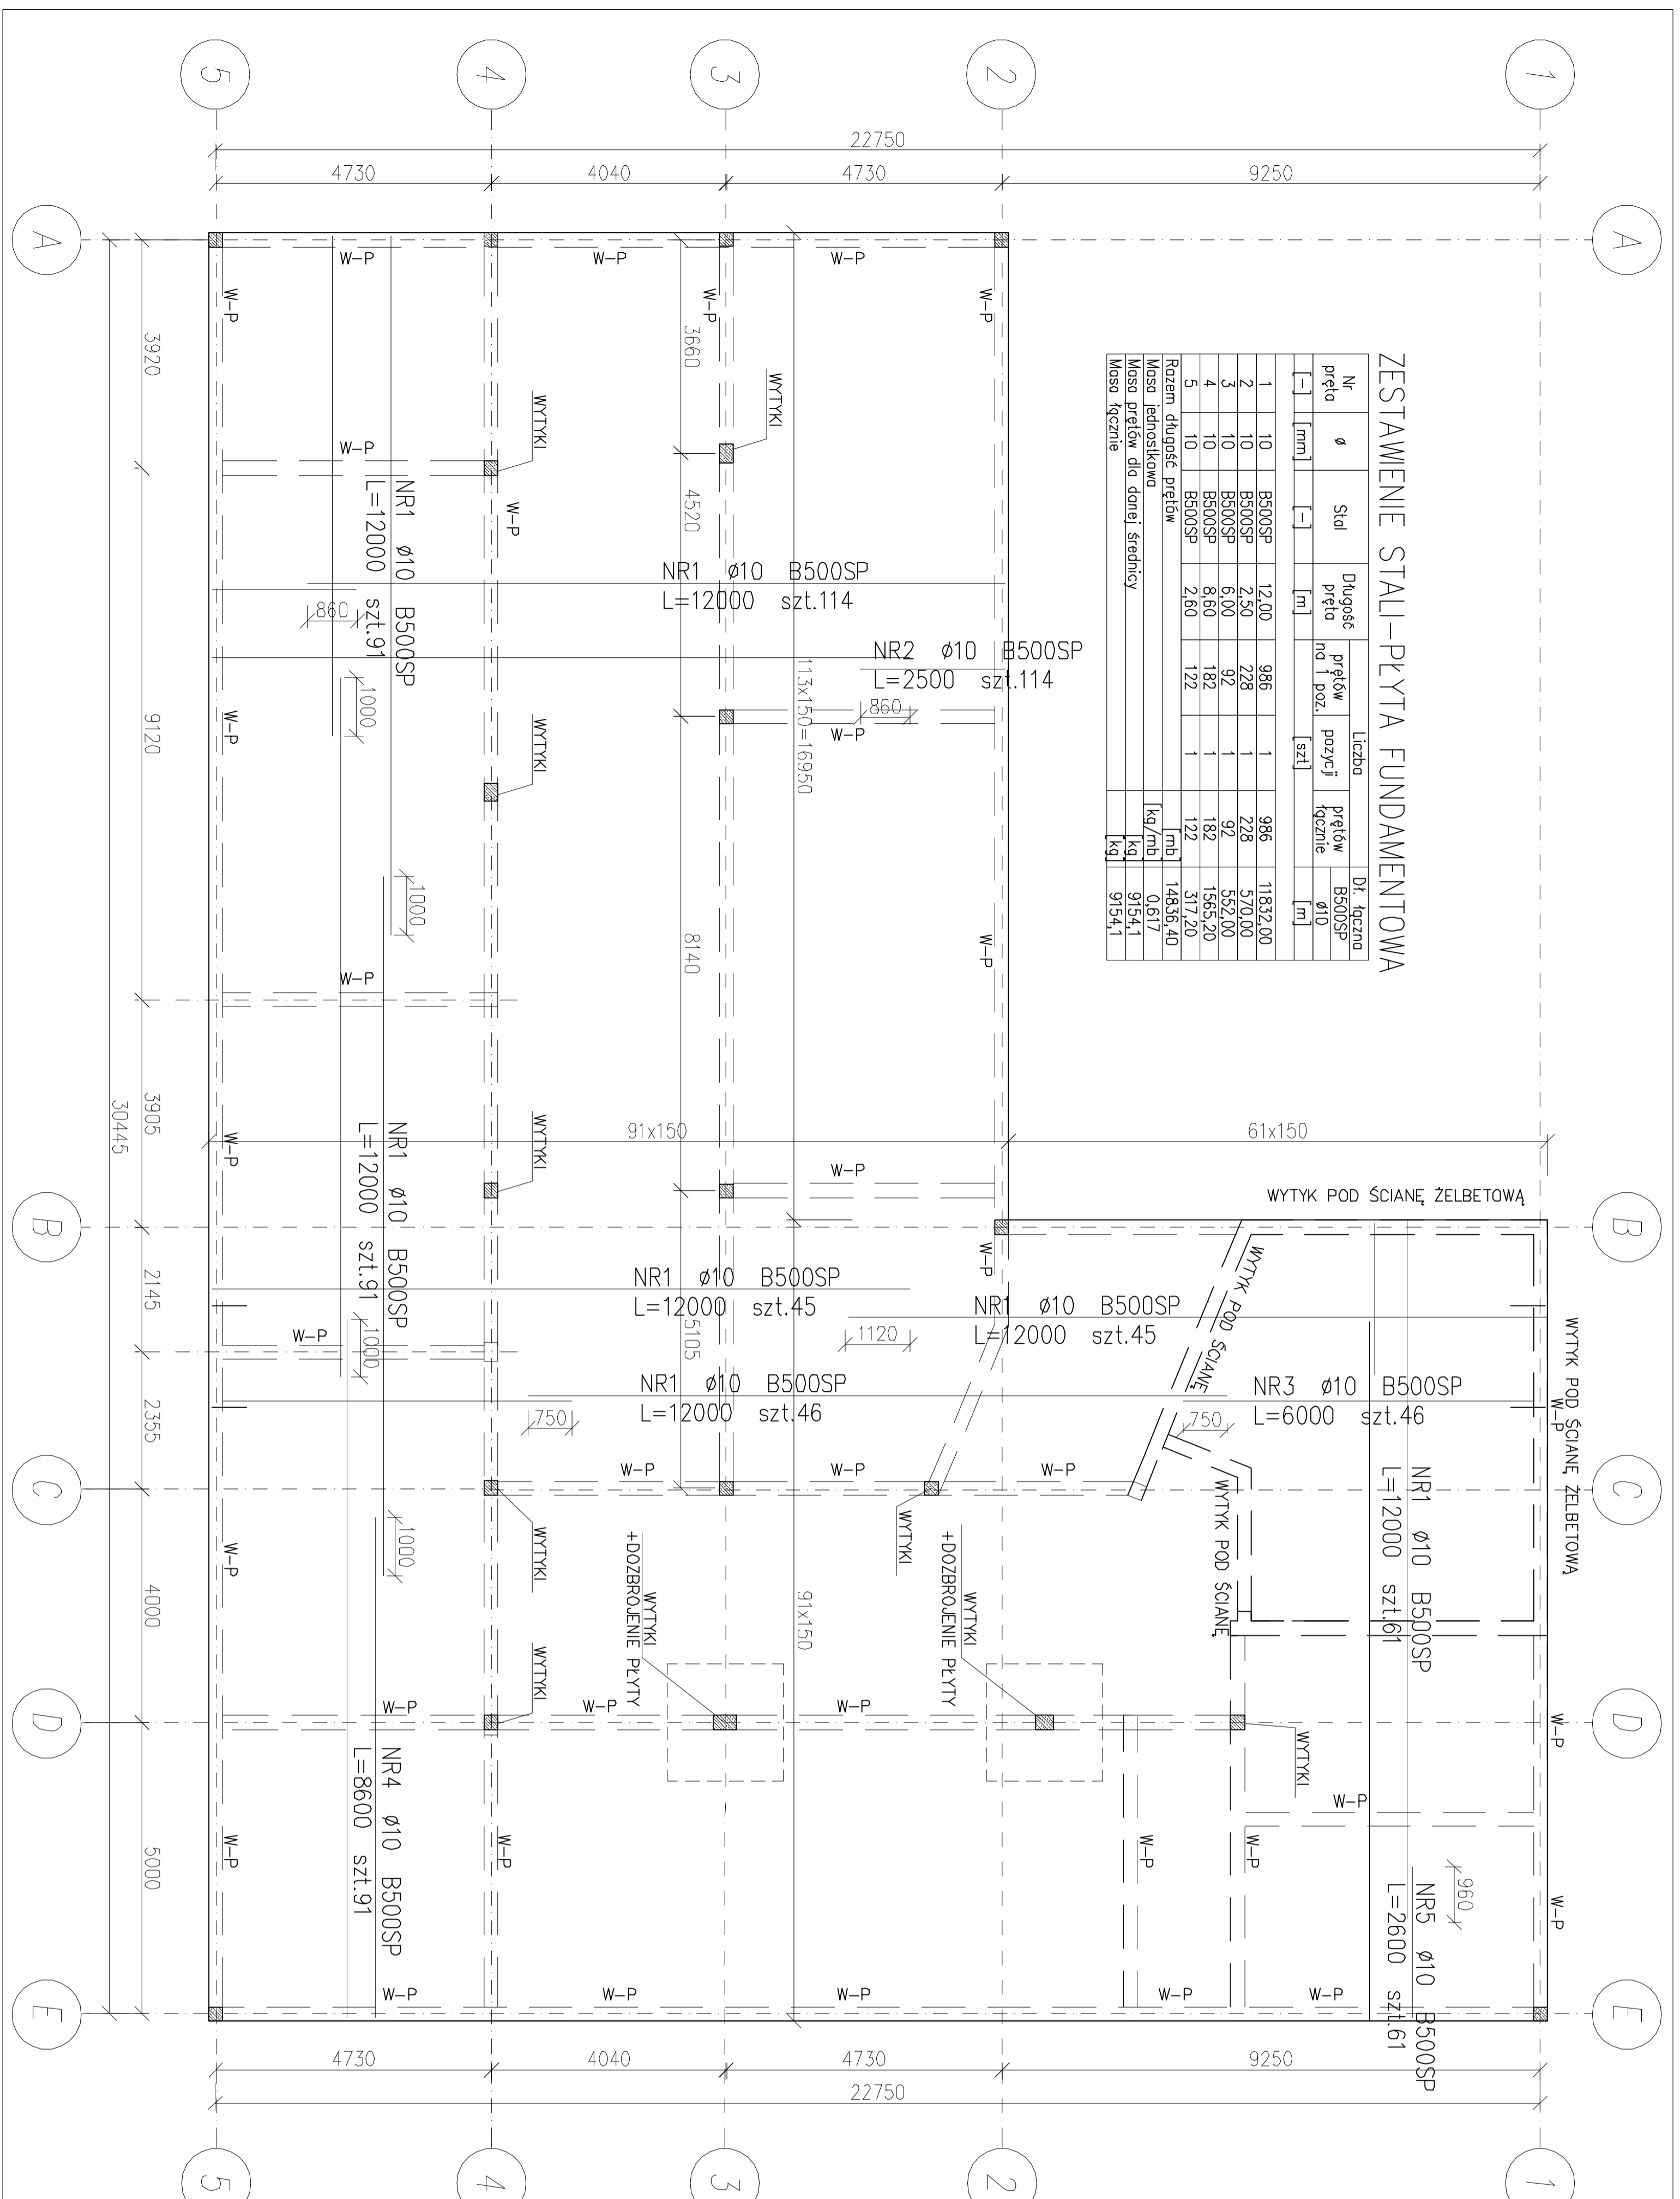 ZESTAWIENIE STALI-PŁYTA FUNDAMENTOWA
Nr pręta
ø
Stal
Długość pręta
Liczba
Dł. łączna
prętów na 1 poz.
pozycji
prętów łącznie
B500SP
ø10
[-] [mm] [-] [m] [szt] [m]
1 10 B500SP 12,00 986 1 986 11832,00
2 10 B500SP 2,50 228 1 228 570,00
3 10 B500SP 6,00 92 1 92 552,00
4 10 B500SP 8,60 182 1 182 1565,20
5 10 B500SP 2,60 122 1 122 317,20
Razem długość prętów [mb] 14836,40
Masa jednostkowa [kg/mb] 0,617
Masa prętów dla danej średnicy [kg] 9154,1
Masa łącznie [kg] 9154,1
5
4
3
2
1
22750
4730
4040
4730
9250
A
A
W-P
W-P
W-P
W-P
W-P
W-P
3920
3660
WYTYKI
WYTYKI
W-P
W-P
4520
NR1 ø10 B500SP
L=12000 szt.91
NR1 ø10 B500SP
L=12000 szt.114
860
NR2 ø10 B500SP
L=2500 szt.114
860
113x150=16950
1000
W-P
W-P
9120
WYTYKI
1000
8140
W-P
W-P
3905
30445
91x150
61x150
WYTYKI
W-P
W-P
NR1 ø10 B500SP
L=12000 szt.91
WYTYK POD ŚCIANĘ ŻELBETOWĄ
B
B
W-P
WYTYK POD ŚCIANĘ
2145
NR1 ø10 B500SP
L=12000 szt.45
NR1 ø10 B500SP
L=12000 szt.45
1120
5105
W-P
1000
WYTYK POD ŚCIANĘ ŻELBETOWĄ
W-P
NR1 ø10 B500SP
L=12000 szt.46
750
NR3 ø10 B500SP
L=6000 szt.46
750
2355
C
C
W-P
W-P
W-P
WYTYK POD ŚCIANĘ
NR1 ø10 B500SP
L=12000 szt.61
WYTYKI
WYTYKI
1000
W-P
4000
WYTYKI
+DOZBROJENIE PŁYTY
WYTYKI
+DOZBROJENIE PŁYTY
91x150
WYTYKI
W-P
W-P
W-P
D
D
W-P
WYTYKI
W-P
NR4 ø10 B500SP
L=8600 szt.91
W-P
W-P
W-P
W-P
5000
960
NR5 ø10 B500SP
L=2600 szt.61
W-P
W-P
W-P
W-P
W-P
W-P
E
E
4730
4040
4730
9250
22750
5
4
3
2
1